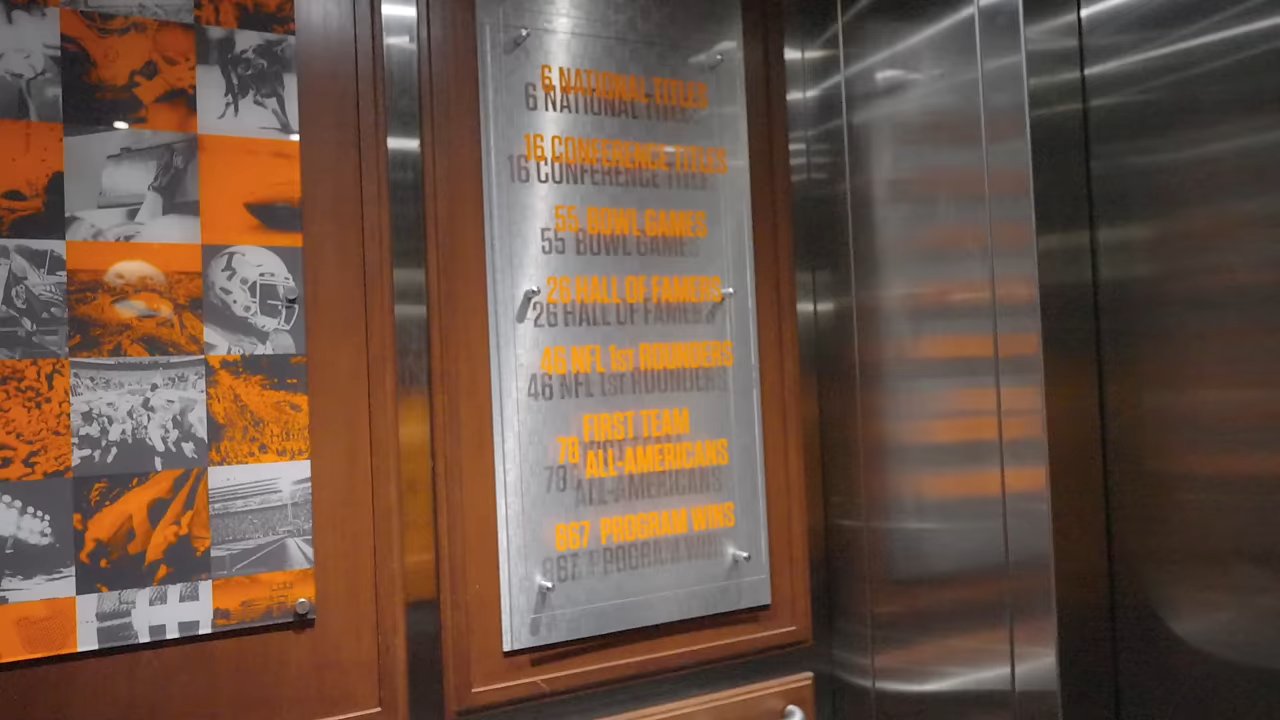 6 NATIONAL TITLES
16 CONFERENCE TITLES
55 BOWL GAMES
26 HALL OF FAMERS
46 NFL 1st ROUNDERS
78 FIRST TEAM
ALL-AMERICANS
867 PROGRAM WINS